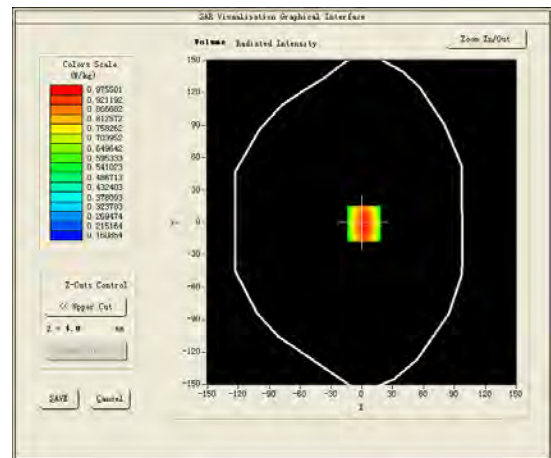 SAR Visualisation Graphical Interface
Volume Radiated Intensity
Zoom In/Out
Colors Scale
(W/kg)
0.975501
0.921192
0.866882
0.812572
0.758262
0.703952
0.649642
0.595333
0.541023
0.486713
0.432403
0.378093
0.323783
0.269474
0.215164
0.160854
150
120
90
60
30
0
-30
-60
-90
-120
-150
Y
-150 -120 -90 -60 -30 0 30 60 90 120 150
X
Z-Cuts Control
<< Upper Cut
Z = 4.0 mm
SAVE Cancel